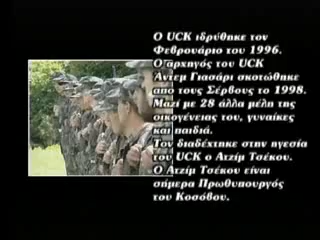 Ο UCK ιδρύθηκε τον
Φεβρουάριο του 1996.
Ο αρχηγός του UCK
Άντεμ Γιασάρι σκοτώθηκε
από τους Σέρβους το 1998.
Μαζί με 28 άλλα μέλη της
οικογένειας του, γυναίκες
και παιδιά.
Τον διαδέχτηκε στην ηγεσία
του UCK ο Ατζίμ Τσέκου.
Ο Ατζίμ Τσέκου είναι
σήμερα Πρωθυπουργός
του Κοσόβου.